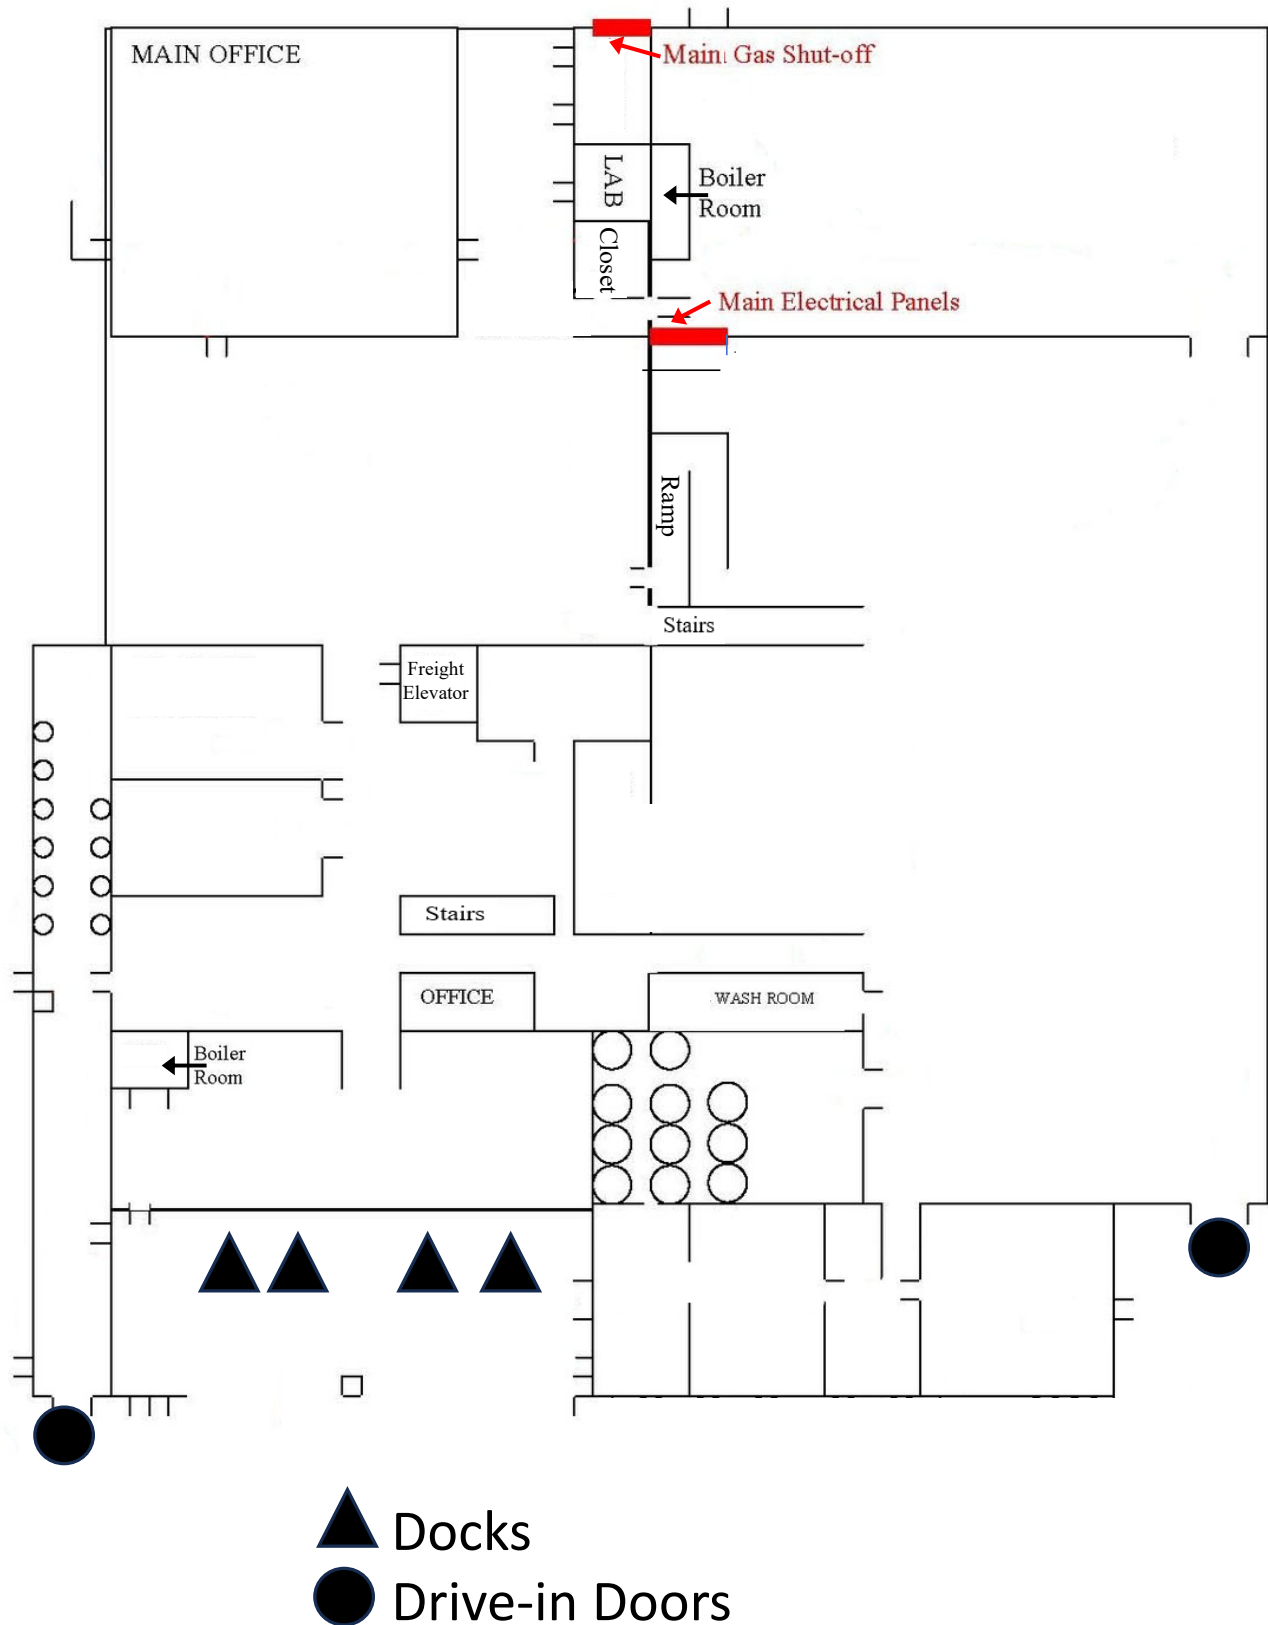 MAIN OFFICE
Main Gas Shut-off
LAB
Boiler
Room
Closet
Main Electrical Panels
Ramp
Stairs
Freight
Elevator
Stairs
OFFICE
WASH ROOM
Boiler
Room
Docks
Drive-in Doors